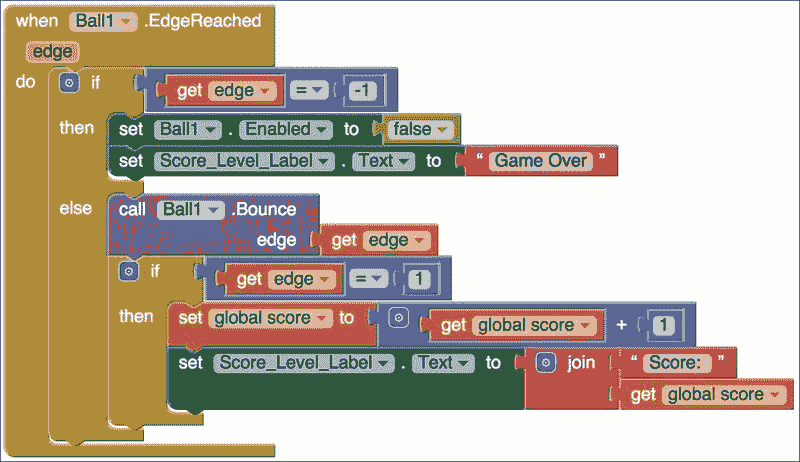 when Ball1 .EdgeReached
edge
do if get edge = -1
then set Ball1 . Enabled to false
set Score_Level_Label . Text to “ Game Over ”
else call Ball1 .Bounce
edge get edge
if get edge = 1
then set global score to get global score + 1
set Score_Level_Label . Text to join “ Score: ”
get global score